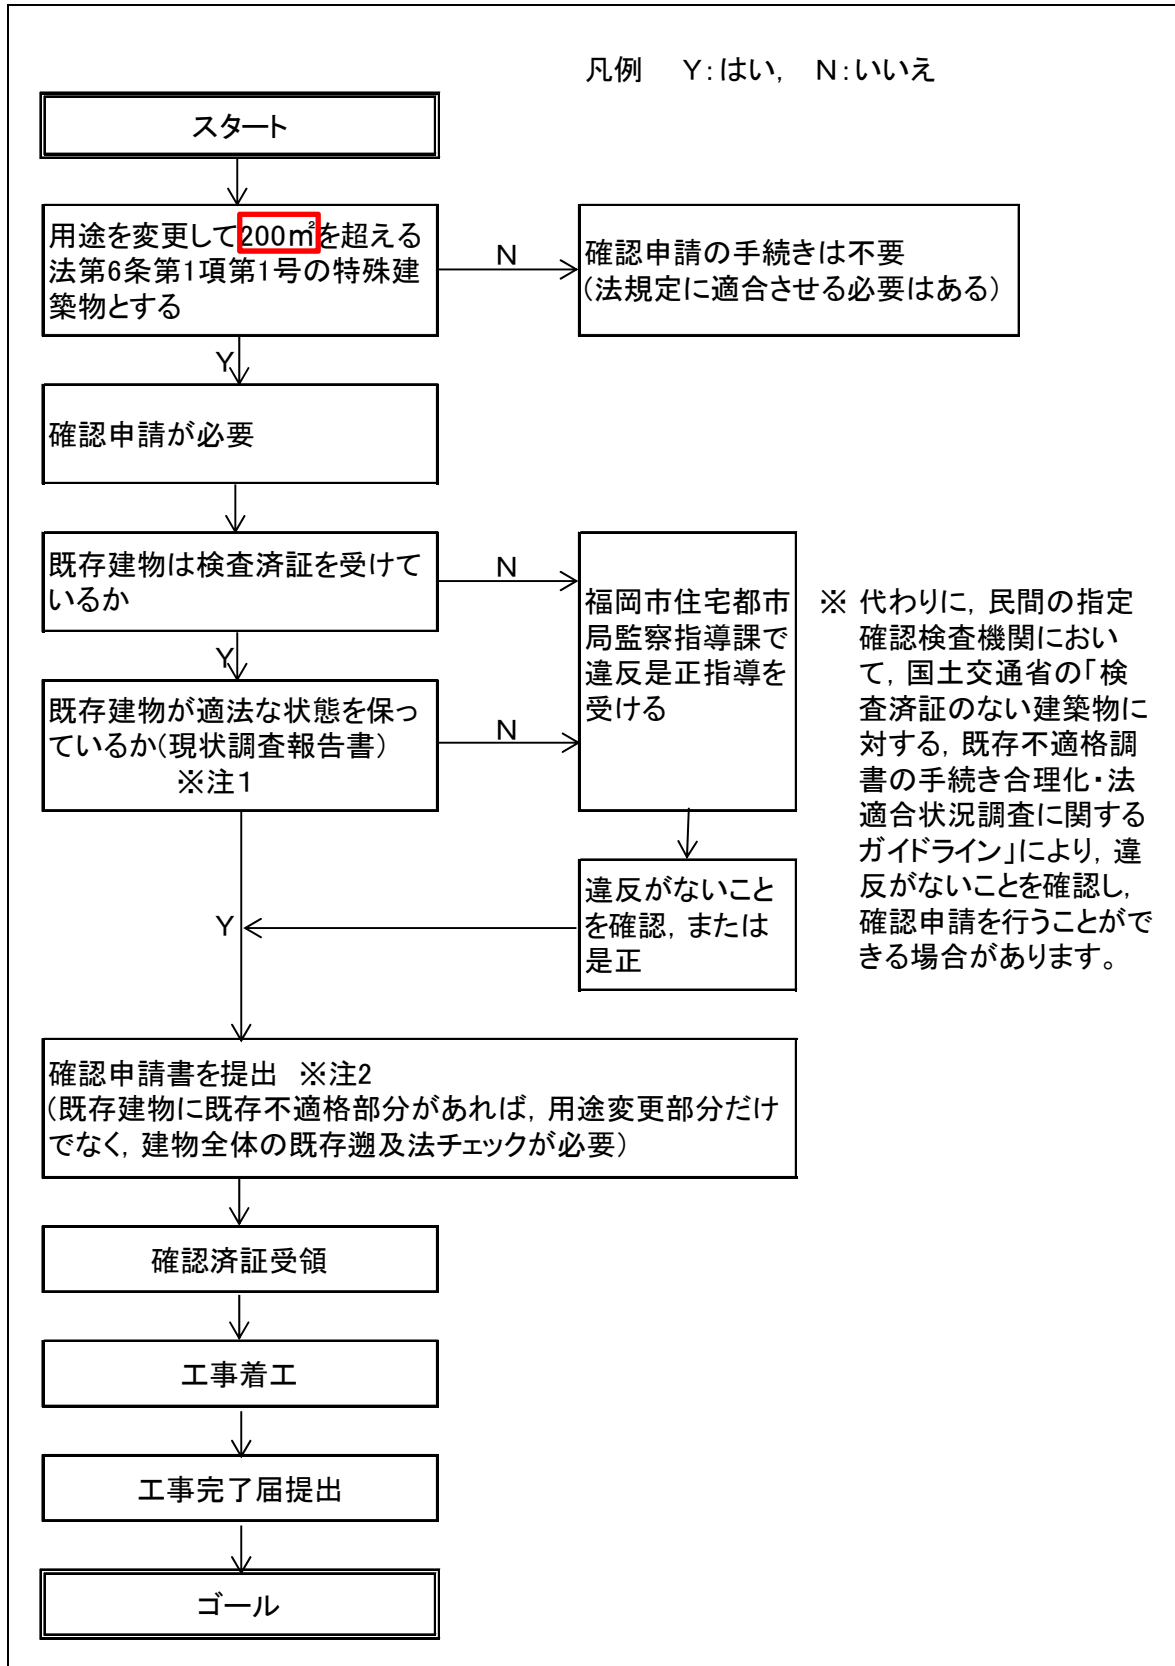 凡例 Y:はい, N:いいえ
スタート
用途を変更して200㎡を超える
法第6条第1項第1号の特殊建
築物とする
N
確認申請の手続きは不要
(法規定に適合させる必要はある)
Y
確認申請が必要
既存建物は検査済証を受けて
いるか
N
福岡市住宅都市
局監察指導課で
違反是正指導を
受ける
※ 代わりに, 民間の指定
確認検査機関におい
て, 国土交通省の「検
査済証のない建築物に
対する, 既存不適格調
書の手続き合理化・法
適合状況調査に関する
ガイドライン」により, 違
反がないことを確認し,
確認申請を行うことがで
きる場合があります。
Y
既存建物が適法な状態を保っ
ているか(現状調査報告書)
※注1
N
違反がないこと
を確認, または
是正
Y
確認申請書を提出 ※注2
(既存建物に既存不適格部分があれば, 用途変更部分だけ
でなく, 建物全体の既存遡及法チェックが必要)
確認済証受領
工事着工
工事完了届提出
ゴール